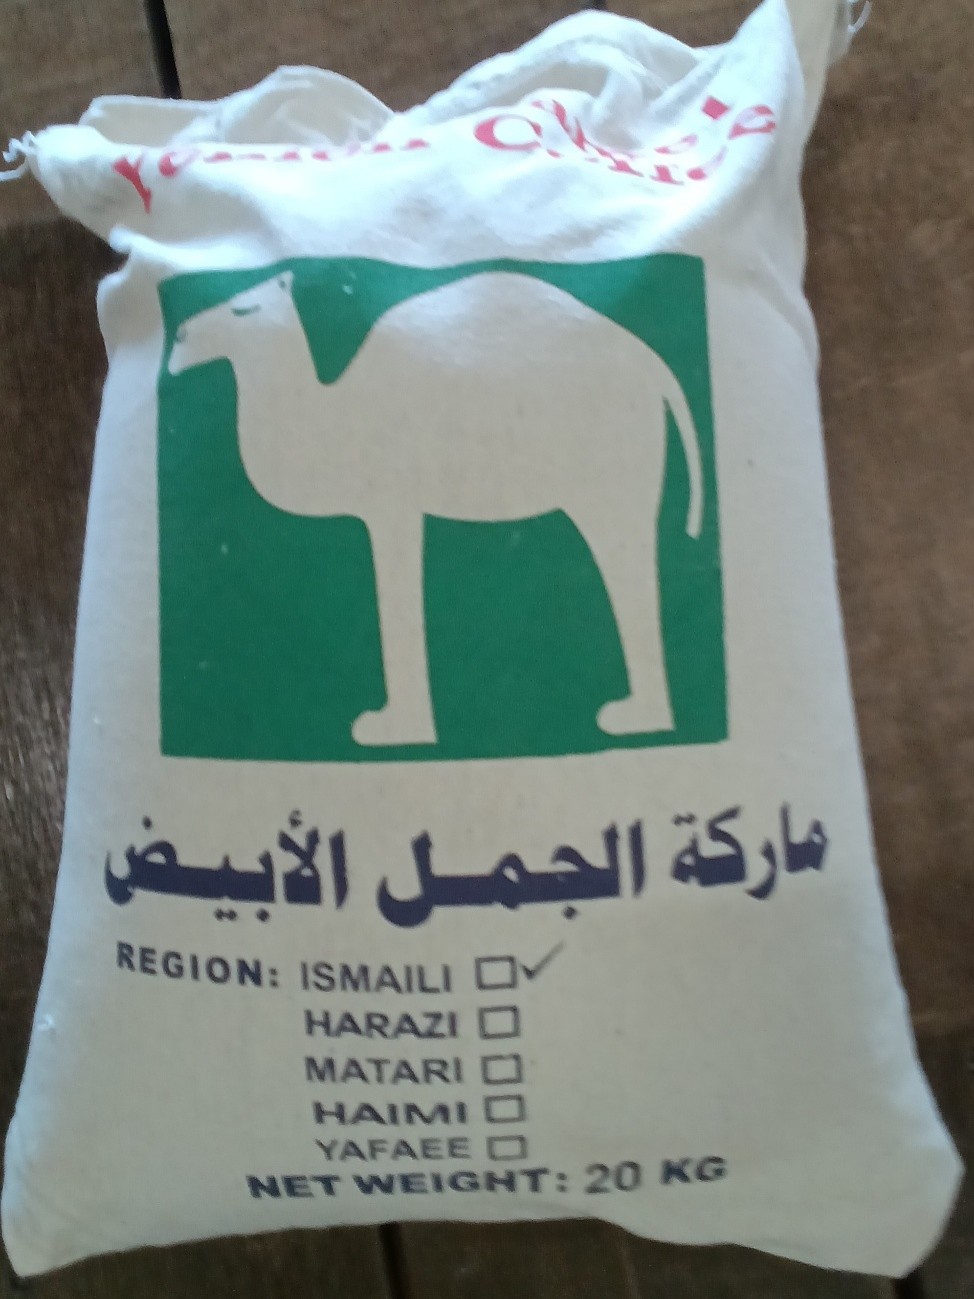 ماركة الجمل الأبيض
REGION: ISMAILI
HARAZI
MATARI
HAIMI
YAFAEE
NET WEIGHT: 20 KG